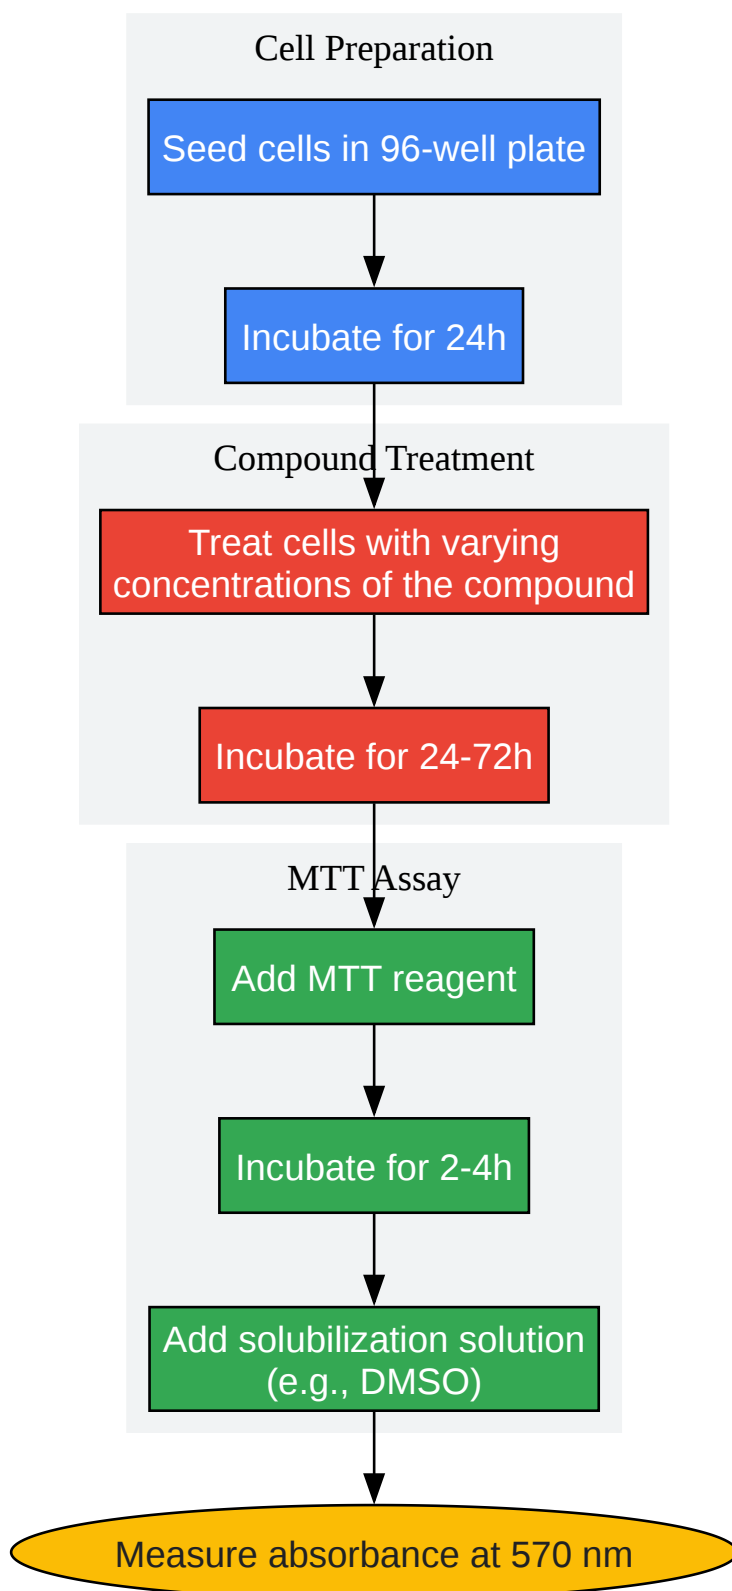 Cell Preparation
Seed cells in 96-well plate
Incubate for 24h
Compound Treatment
Treat cells with varying
concentrations of the compound
Incubate for 24-72h
MTT Assay
Add MTT reagent
Incubate for 2-4h
Add solubilization solution
(e.g., DMSO)
Measure absorbance at 570 nm